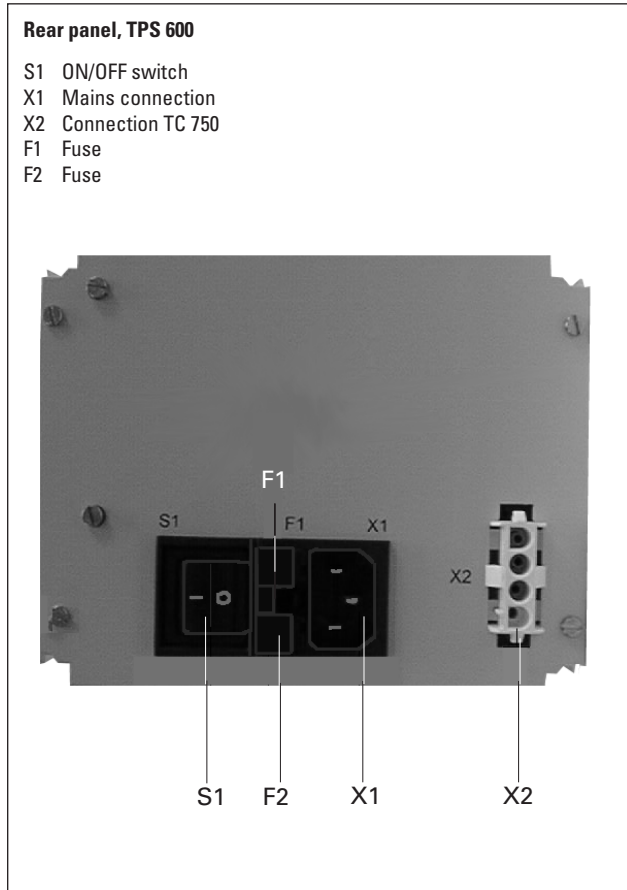 Rear panel, TPS 600
S1 ON/OFF switch
X1 Mains connection
X2 Connection TC 750
F1 Fuse
F2 Fuse
F1
S1 F1 X1
X2
S1 F2 X1 X2